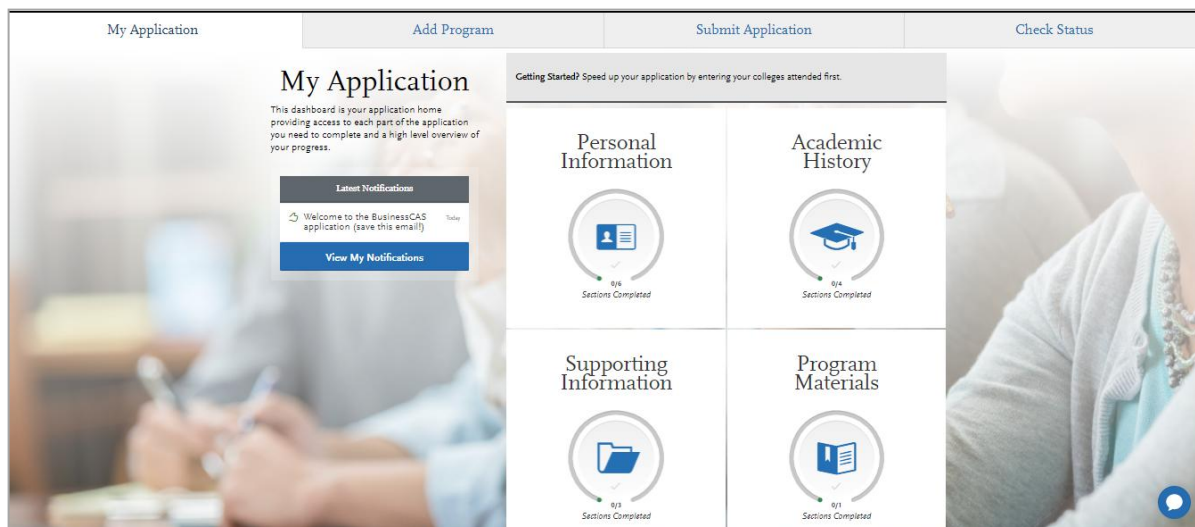 My Application
Add Program
Submit Application
Check Status
My Application
This dashboard is your application home
providing access to each part of the application
you need to complete and a high level overview of
your progress.
Latest Notifications
Welcome to the BusinessCAS
application (save this email!)
Today
View My Notifications
Getting Started? Speed up your application by entering your colleges attended first.
Personal
Information
0/6
Sections Completed
Academic
History
0/4
Sections Completed
Supporting
Information
0/3
Sections Completed
Program
Materials
0/1
Sections Completed